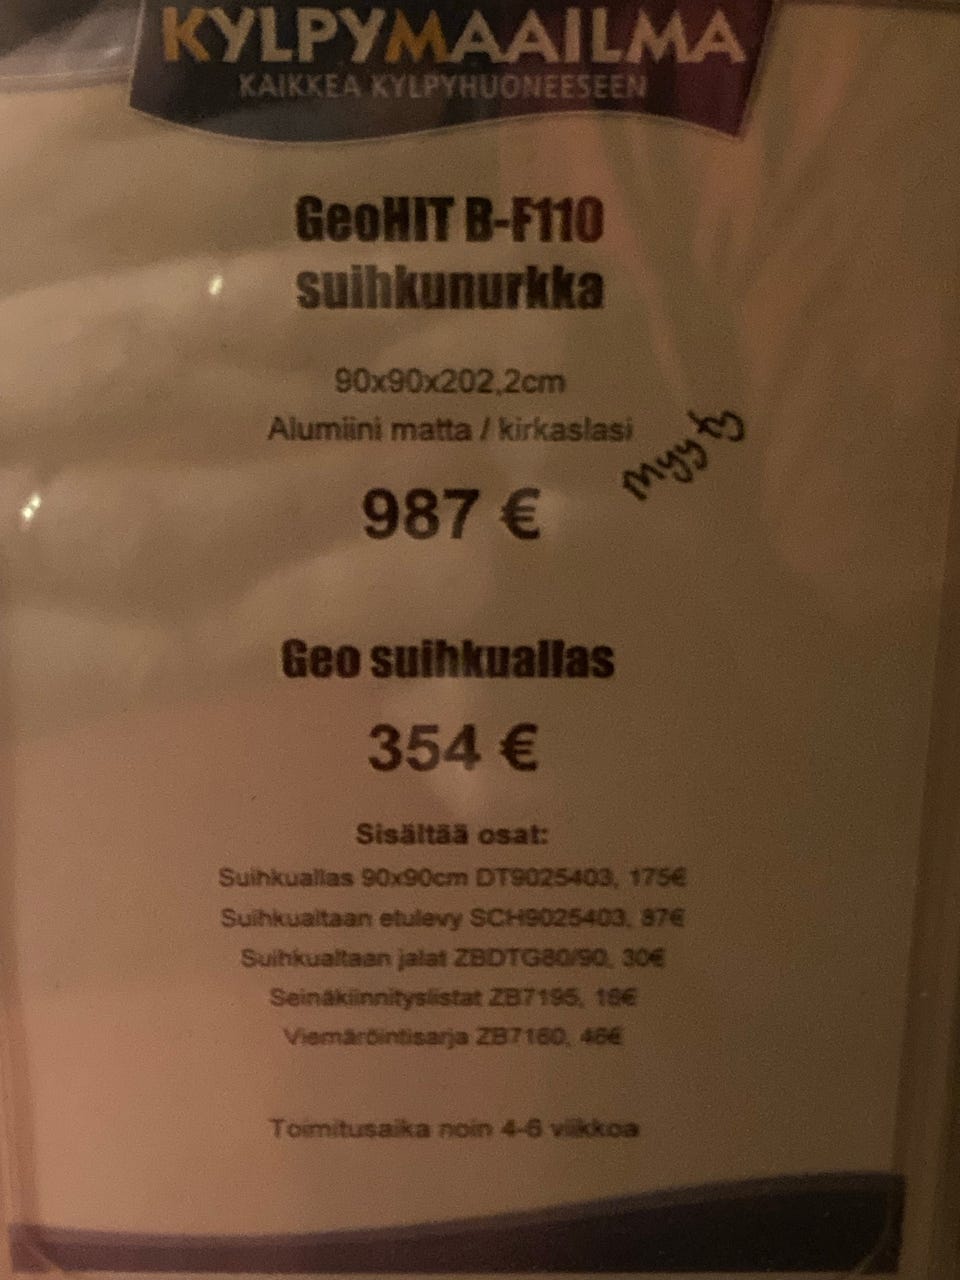 KYLPYMAAILMA
KAIKKEA KYLPYHUONEESEEN
GeoHIT B-F110
suihkunurkka
90x90x202,2cm
Alumiini matta / kirkaslasi
myyty
987 €
Geo suihkuallas
354 €
Sisältää osat:
Suihkuallas 90x90cm DT9025403, 175€
Suihkualtaan etulevy SCH9025403, 87€
Suihkualtaan jalat ZBDTG80/90, 30€
Seinäkiinnityslistat ZB7195, 16€
Viemäröintisarja ZB7160, 46€
Toimitusaika noin 4-6 viikkoa